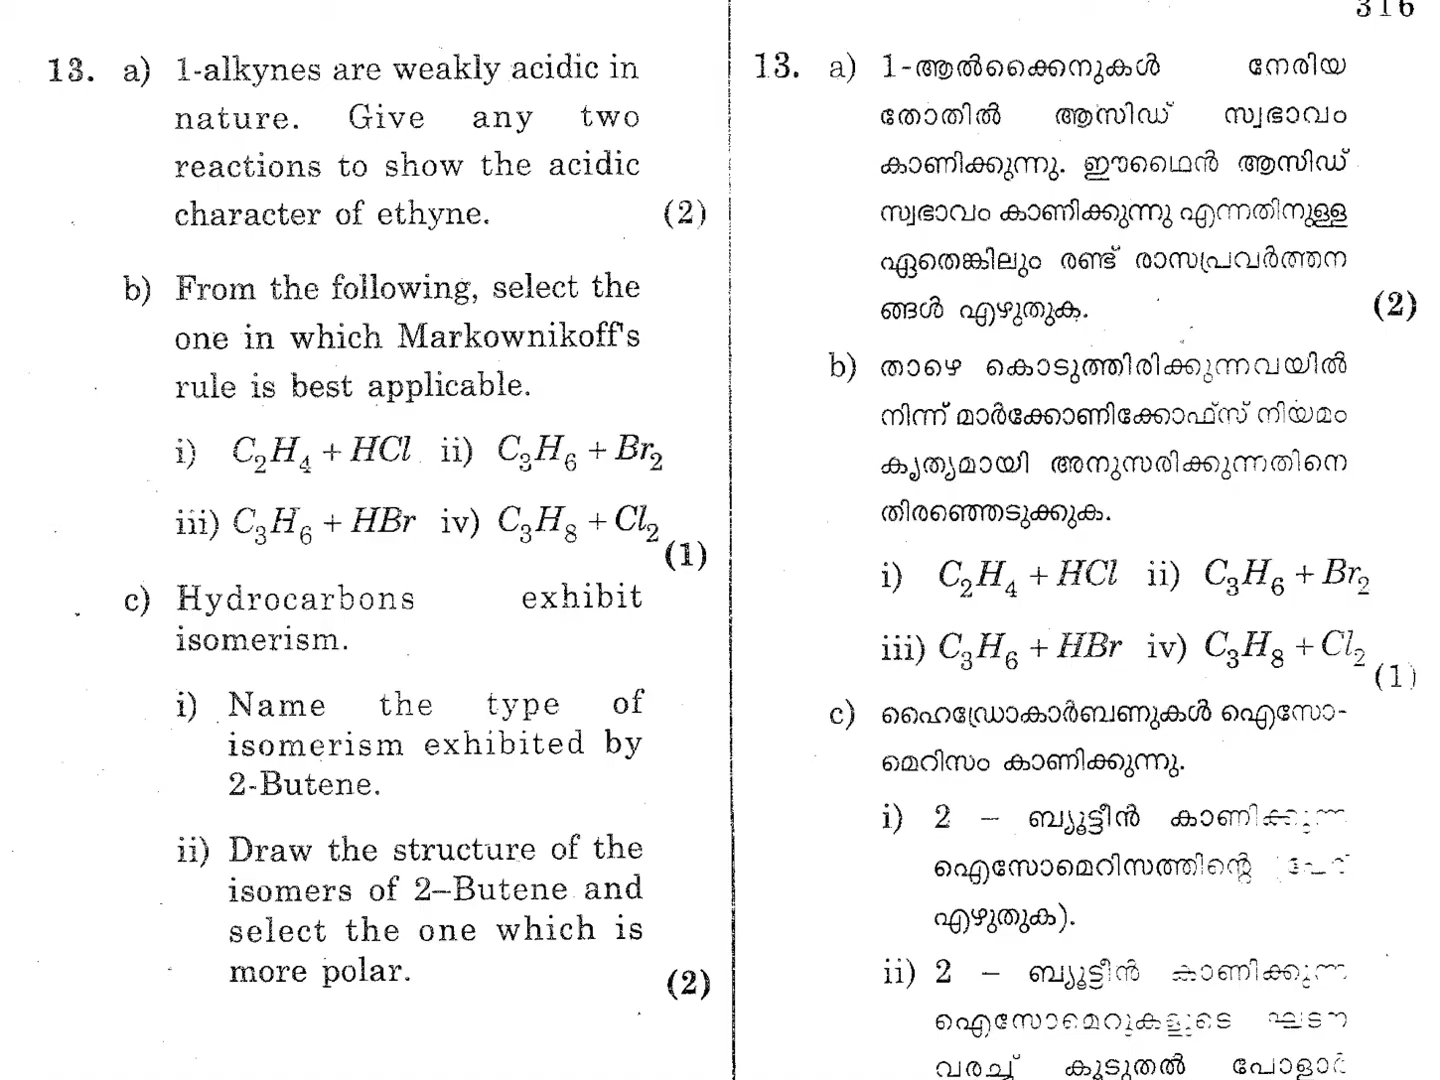 316
13. a) 1-alkynes are weakly acidic in
nature. Give any two
reactions to show the acidic
character of ethyne. (2)
b) From the following, select the
one in which Markownikoff's
rule is best applicable.
i) C₂H₄ + HCl ii) C₃H₆ + Br₂
iii) C₃H₆ + HBr iv) C₃H₈ + Cl₂
(1)
c) Hydrocarbons exhibit
isomerism.
i) Name the type of
isomerism exhibited by
2-Butene.
ii) Draw the structure of the
isomers of 2–Butene and
select the one which is
more polar. (2)
13. a) 1-ആൽക്കൈനുകൾ നേരിയ
തോതിൽ ആസിഡ് സ്വഭാവം
കാണിക്കുന്നു. ഈഥൈൻ ആസിഡ്
സ്വഭാവം കാണിക്കുന്നു എന്നതിനുള്ള
ഏതെങ്കിലും രണ്ട് രാസപ്രവർത്തന
ങ്ങൾ എഴുതുക. (2)
b) താഴെ കൊടുത്തിരിക്കുന്നവയിൽ
നിന്ന് മാർക്കോണിക്കോഫ്സ് നിയമം
കൃത്യമായി അനുസരിക്കുന്നതിനെ
തിരഞ്ഞെടുക്കുക.
i) C₂H₄ + HCl ii) C₃H₆ + Br₂
iii) C₃H₆ + HBr iv) C₃H₈ + Cl₂
(1)
c) ഹൈഡ്രോകാർബണുകൾ ഐസോ-
മെറിസം കാണിക്കുന്നു.
i) 2 – ബ്യൂട്ടീൻ കാണിക്കുന്ന
ഐസോമെറിസത്തിന്റെ പേര്
എഴുതുക).
ii) 2 – ബ്യൂട്ടീൻ കാണിക്കുന്ന
ഐസോമെറുകളുടെ ഘടന
വരച്ച് കൂടുതൽ പോളാർ